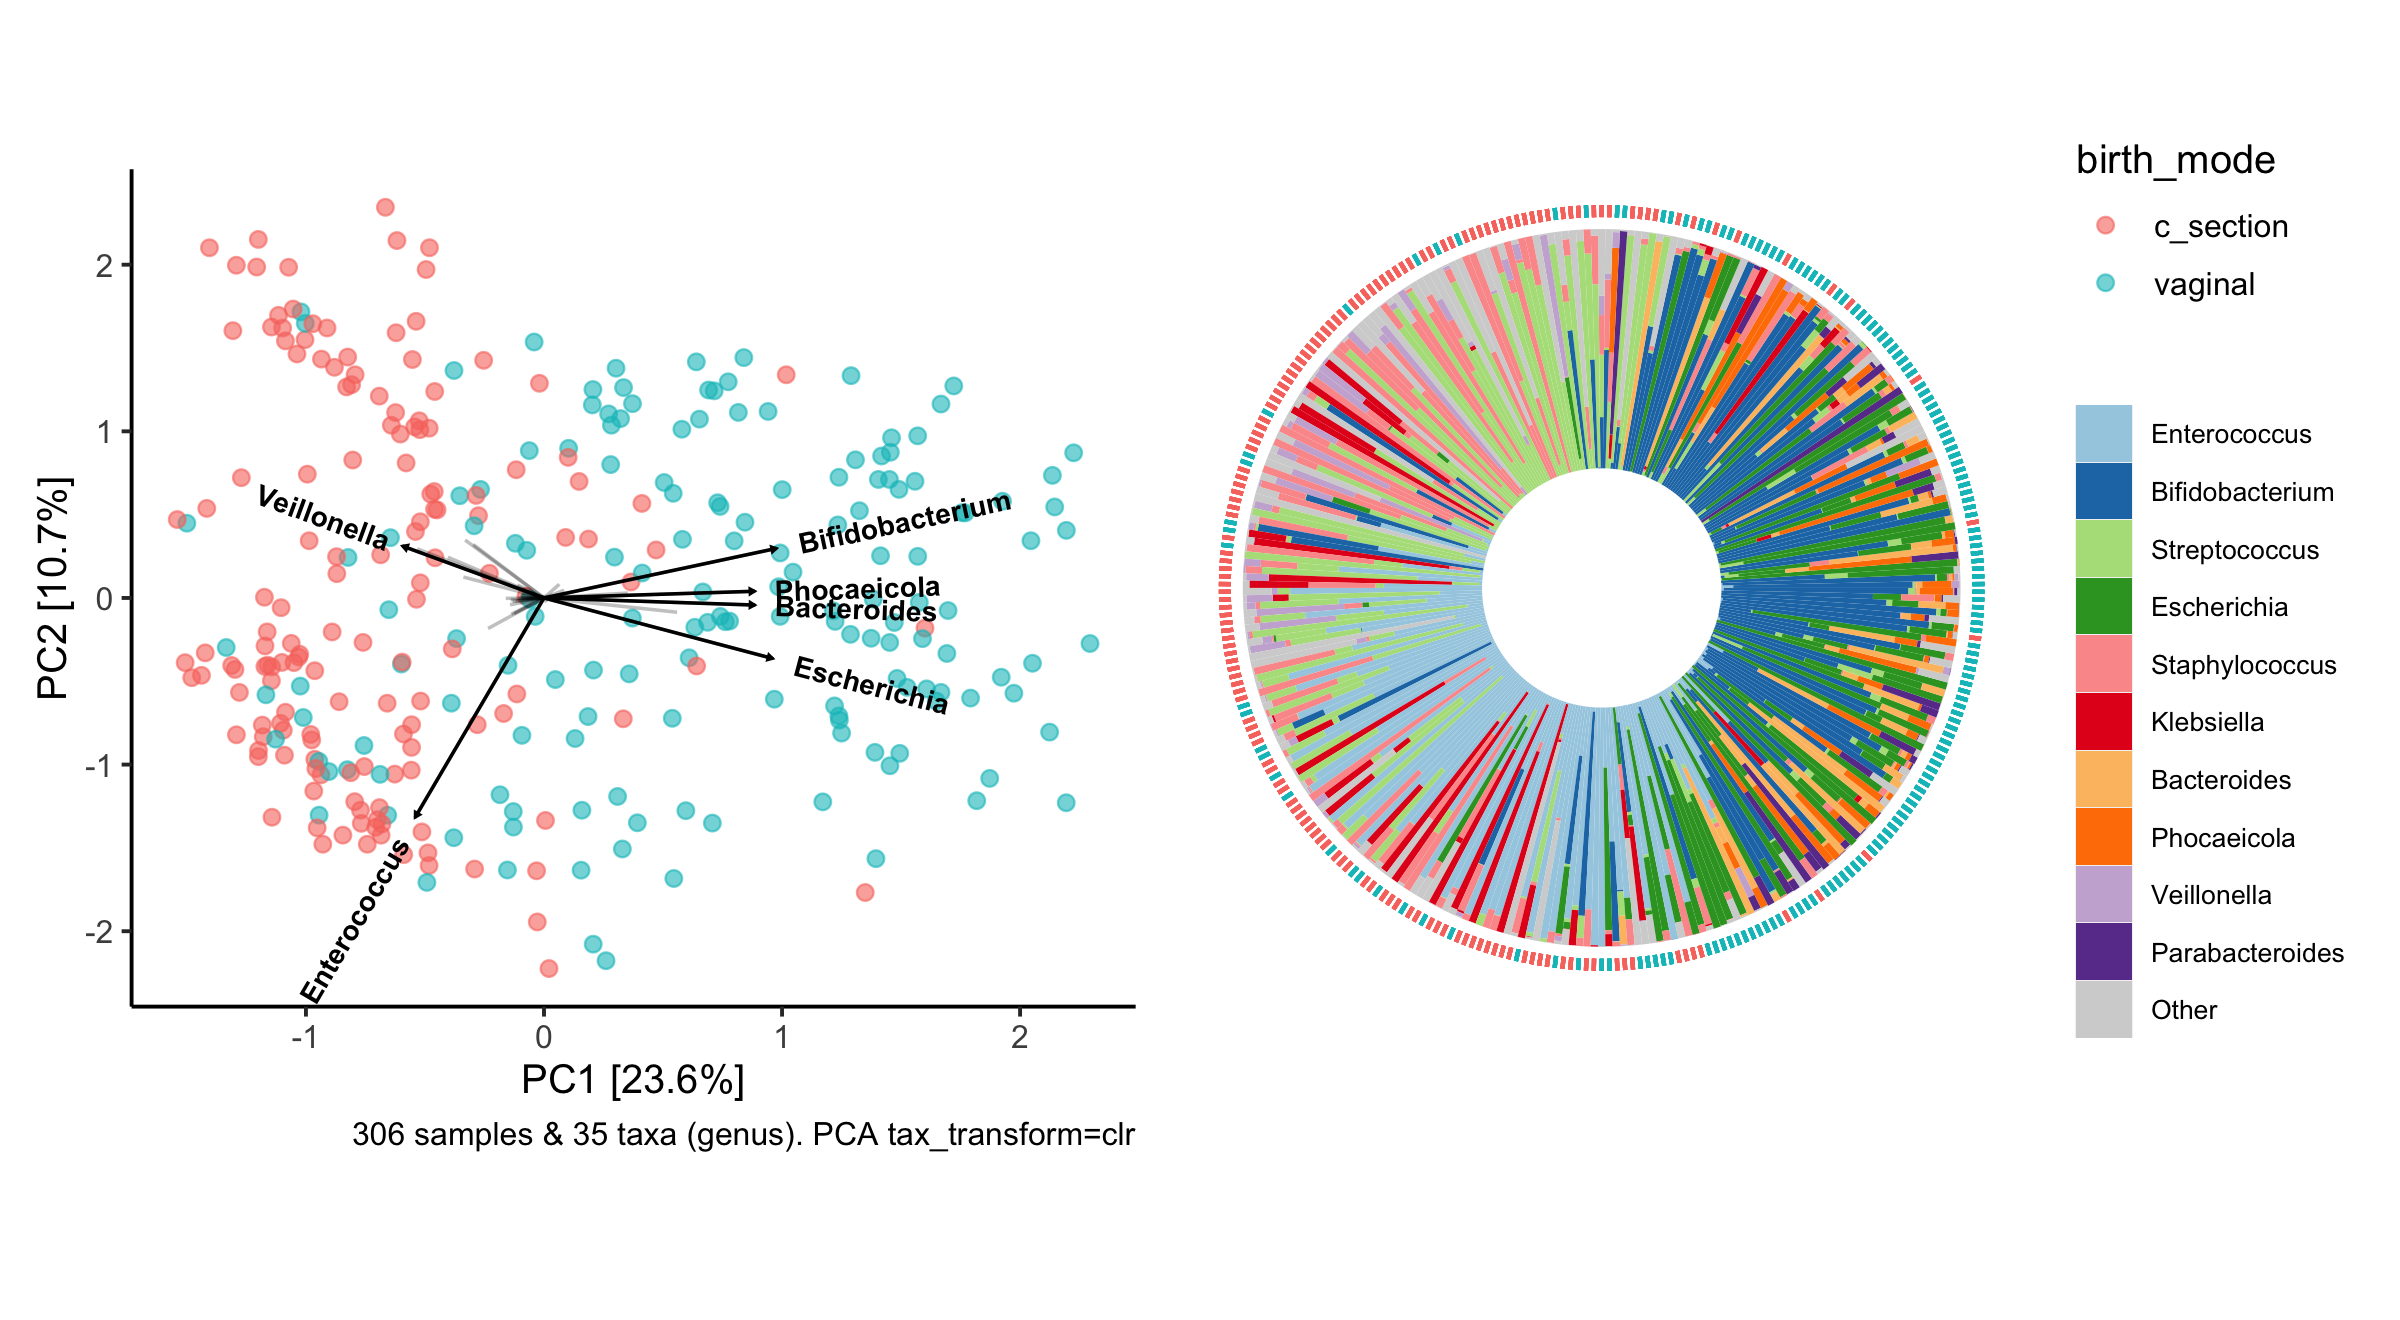 PC2 [10.7%]
2
1
0
-1
-2
Veillonella
Bifidobacterium
Phocaeicola
Bacteroides
Escherichia
Enterococcus
-1
0
1
2
PC1 [23.6%]
306 samples & 35 taxa (genus). PCA tax_transform=clr
birth_mode
c_section
vaginal
Enterococcus
Bifidobacterium
Streptococcus
Escherichia
Staphylococcus
Klebsiella
Bacteroides
Phocaeicola
Veillonella
Parabacteroides
Other